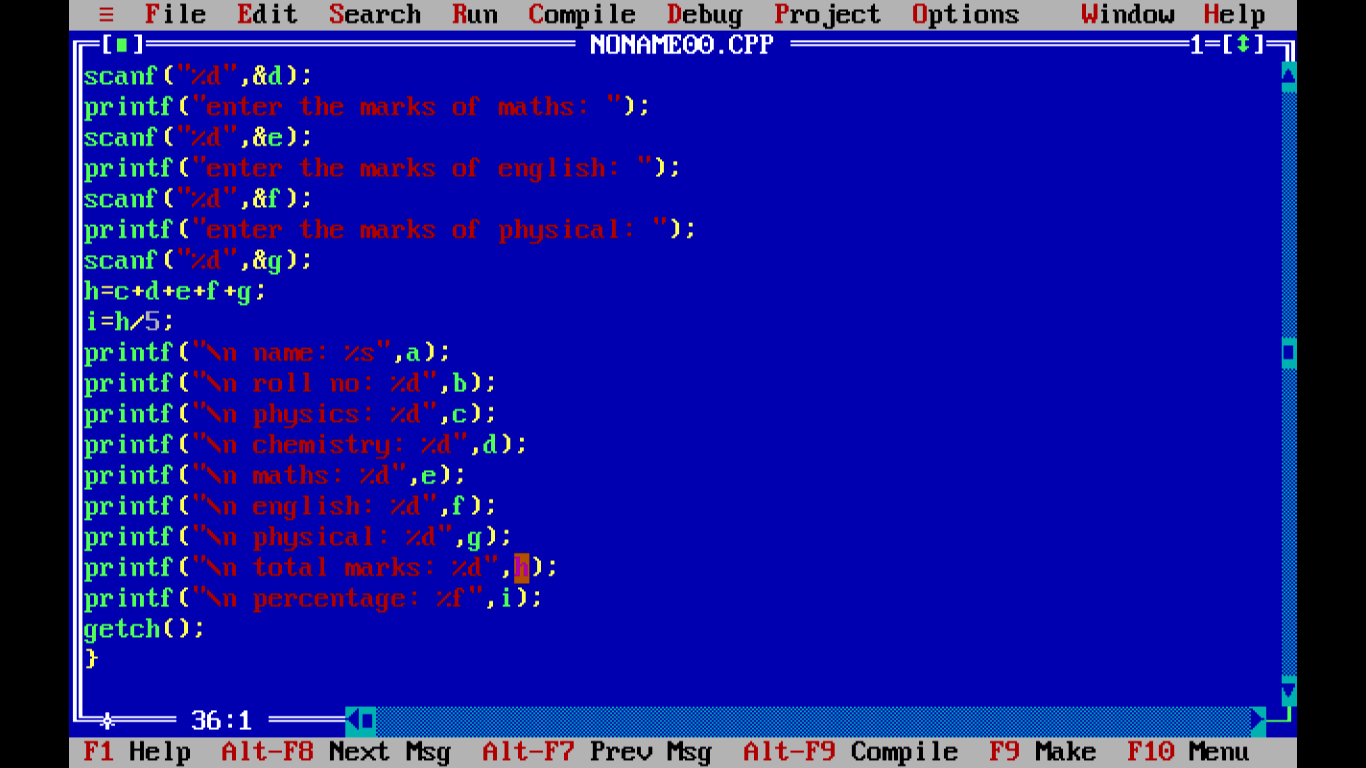 ≡ File Edit Search Run Compile Debug Project Options Window Help
[■] NONAME00.CPP 1=[↕]
scanf("%d",&d);
printf("enter the marks of maths: ");
scanf("%d",&e);
printf("enter the marks of english: ");
scanf("%d",&f);
printf("enter the marks of physical: ");
scanf("%d",&g);
h=c+d+e+f+g;
i=h/5;
printf("\n name: %s",a);
printf("\n roll no: %d",b);
printf("\n physics: %d",c);
printf("\n chemistry: %d",d);
printf("\n maths: %d",e);
printf("\n english: %d",f);
printf("\n physical: %d",g);
printf("\n total marks: %d",h);
printf("\n percentage: %f",i);
getch();
}
36:1
F1 Help Alt-F8 Next Msg Alt-F7 Prev Msg Alt-F9 Compile F9 Make F10 Menu